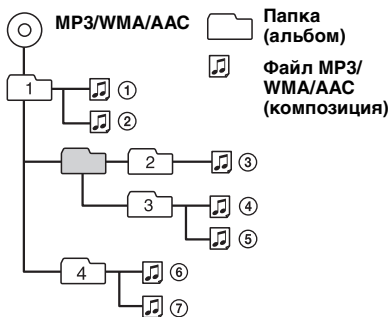 MP3/WMA/AAC
Папка
(альбом)
Файл MP3/
WMA/AAC
(композиция)
1
①
②
2
③
3
④
⑤
4
⑥
⑦